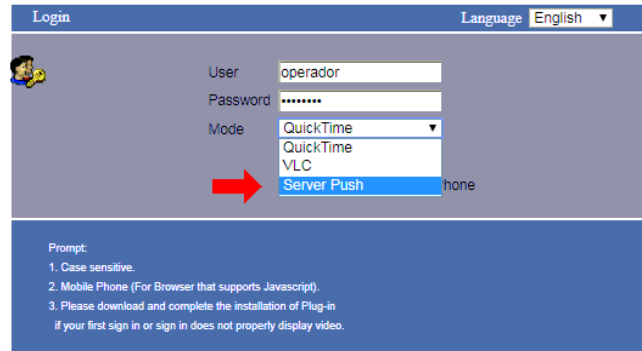 Login Language English
User operador
Password ••••••••
Mode QuickTime
QuickTime
VLC
Server Push hone
Prompt:
1. Case sensitive.
2. Mobile Phone (For Browser that supports Javascript).
3. Please download and complete the installation of Plug-in
if your first sign in or sign in does not properly display video.